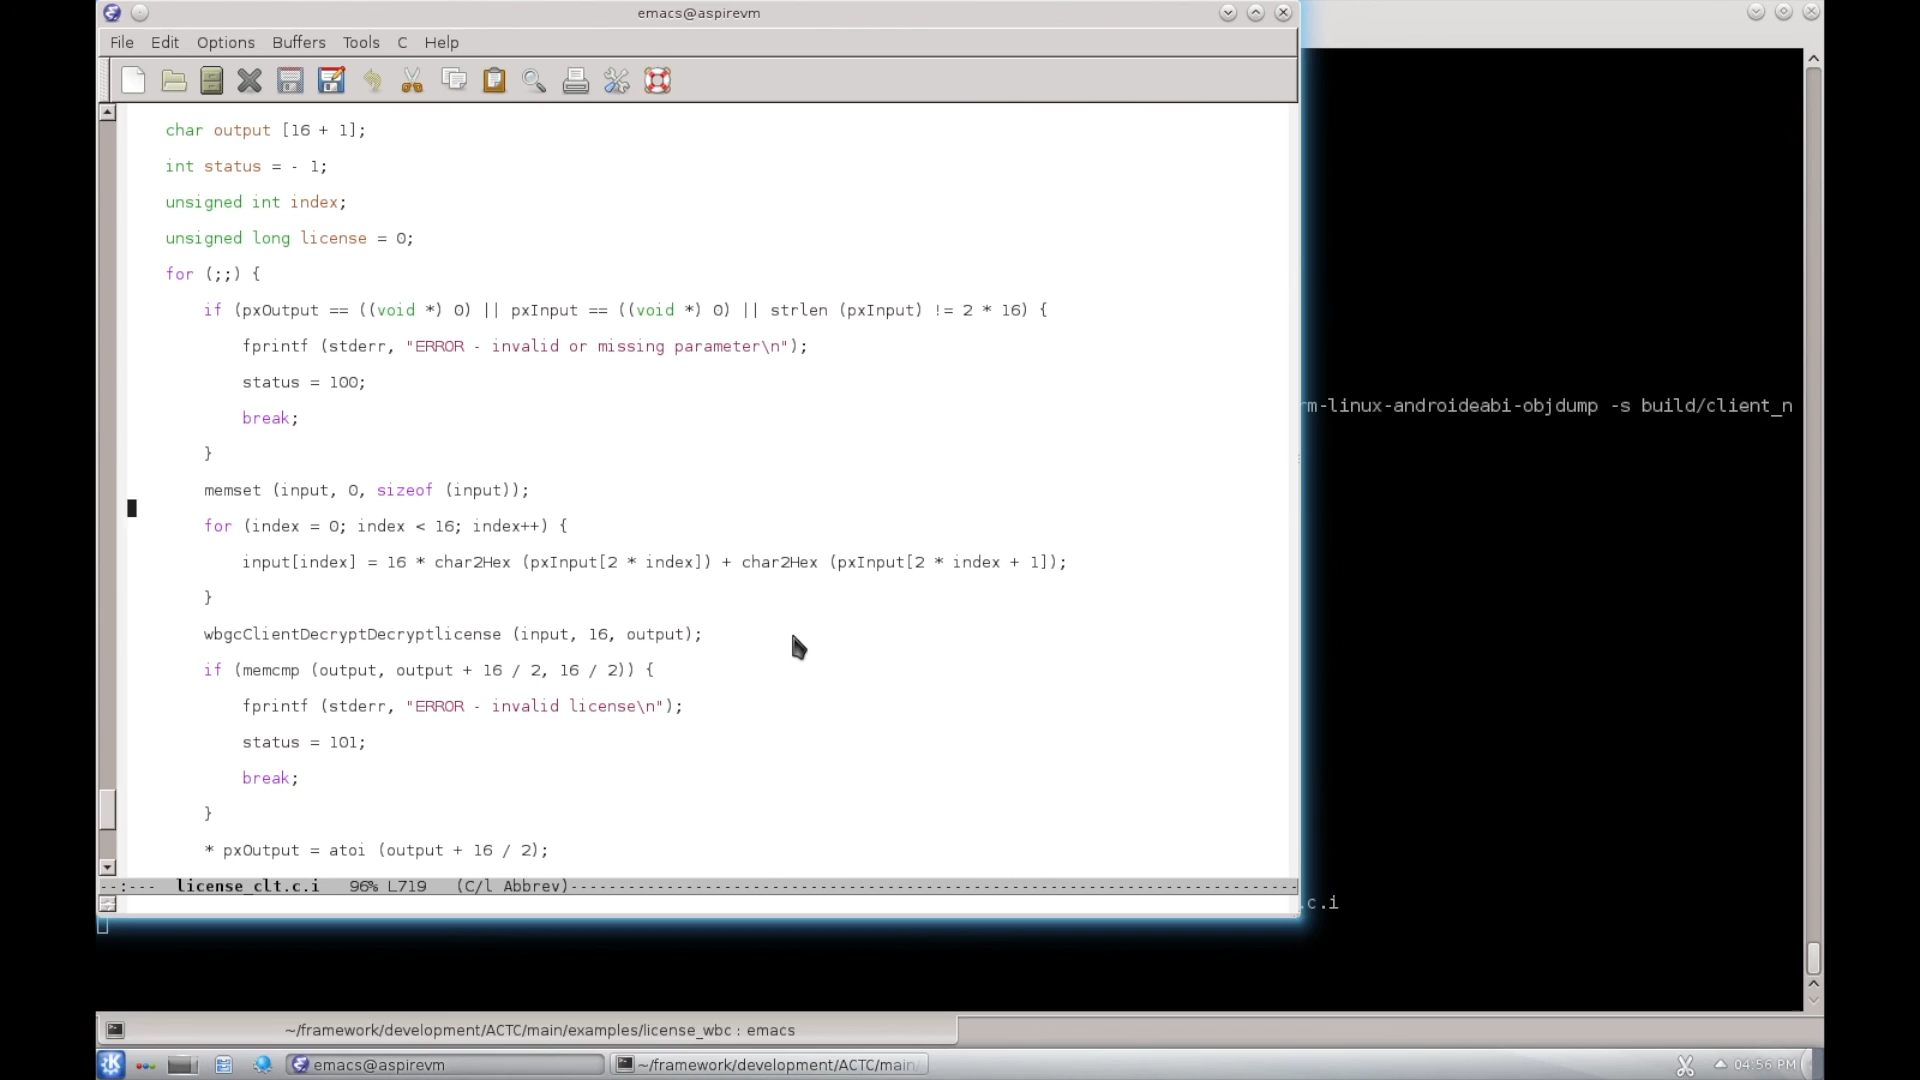 emacs@aspirevm
File Edit Options Buffers Tools C Help
char output [16 + 1];
int status = - 1;
unsigned int index;
unsigned long license = 0;
for (;;) {
if (pxOutput == ((void *) 0) || pxInput == ((void *) 0) || strlen (pxInput) != 2 * 16) {
fprintf (stderr, "ERROR - invalid or missing parameter\n");
status = 100;
break;
}
memset (input, 0, sizeof (input));
for (index = 0; index < 16; index++) {
input[index] = 16 * char2Hex (pxInput[2 * index]) + char2Hex (pxInput[2 * index + 1]);
}
wbgcClientDecryptDecryptlicense (input, 16, output);
if (memcmp (output, output + 16 / 2, 16 / 2)) {
fprintf (stderr, "ERROR - invalid license\n");
status = 101;
break;
}
* pxOutput = atoi (output + 16 / 2);
--:--- license_clt.c.i 96% L719 (C/l Abbrev)
rm-linux-androideabi-objdump -s build/client_n
.c.i
~/framework/development/ACTC/main/examples/license_wbc : emacs
emacs@aspirevm
~/framework/development/ACTC/main/
04:56 PM